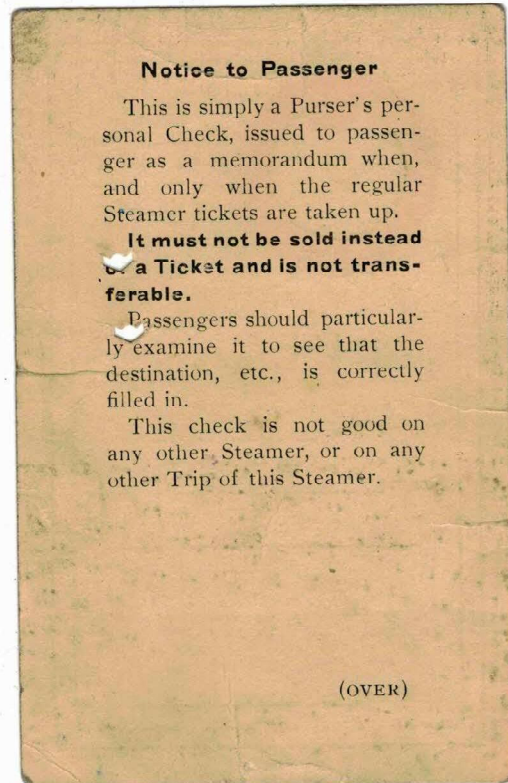 Notice to Passenger
This is simply a Purser's per-
sonal Check, issued to passen-
ger as a memorandum when,
and only when the regular
Steamer tickets are taken up.
It must not be sold instead
a Ticket and is not trans-
ferable.
Passengers should particular-
ly examine it to see that the
destination, etc., is correctly
filled in.
This check is not good on
any other Steamer, or on any
other Trip of this Steamer.
(OVER)